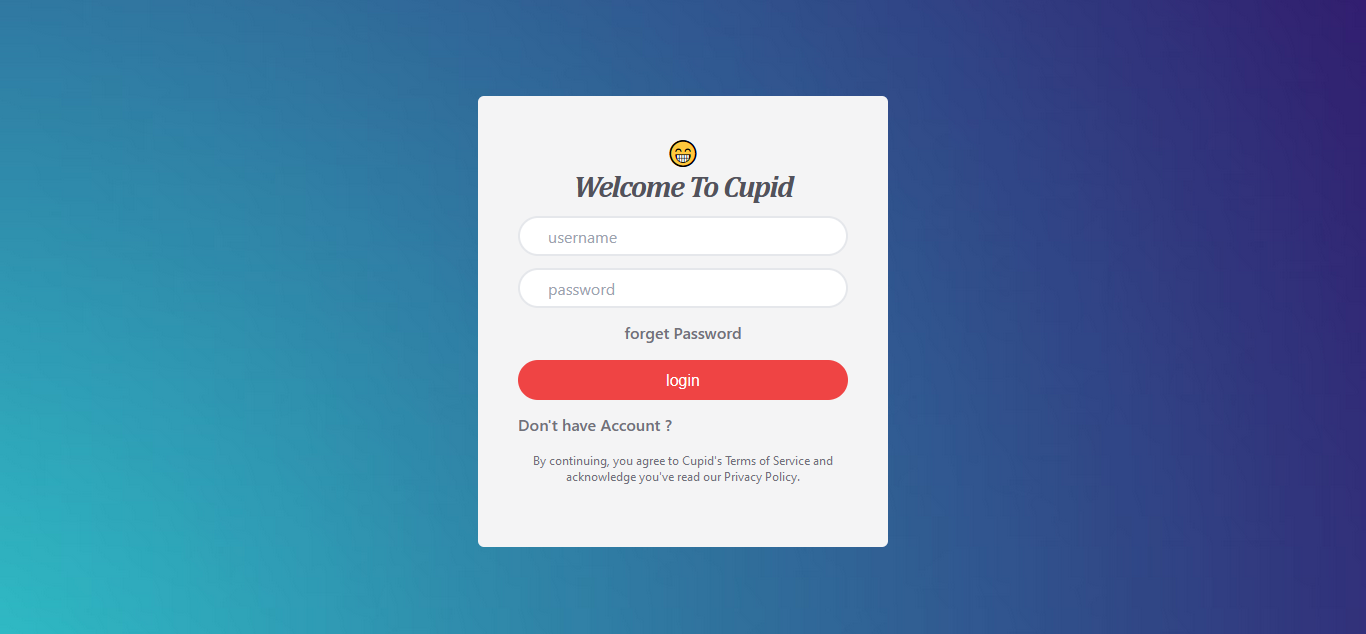 Welcome To Cupid
username
password
forget Password
login
Don't have Account ?
By continuing, you agree to Cupid's Terms of Service and
acknowledge you've read our Privacy Policy.